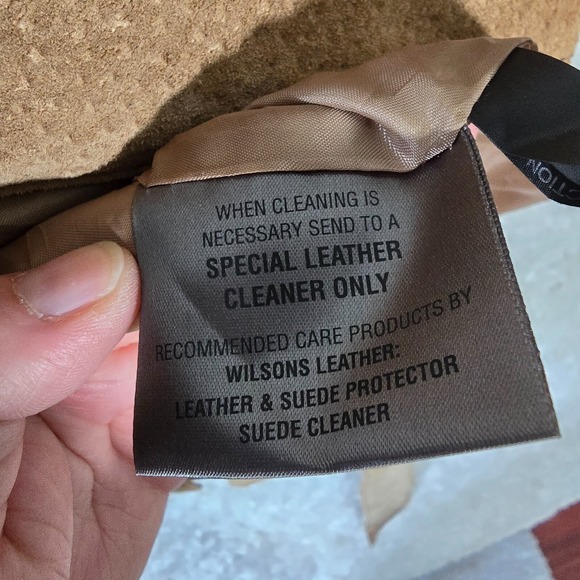 WHEN CLEANING IS
NECESSARY SEND TO A
SPECIAL LEATHER
CLEANER ONLY
RECOMMENDED CARE PRODUCTS BY
WILSONS LEATHER:
LEATHER & SUEDE PROTECTOR
SUEDE CLEANER